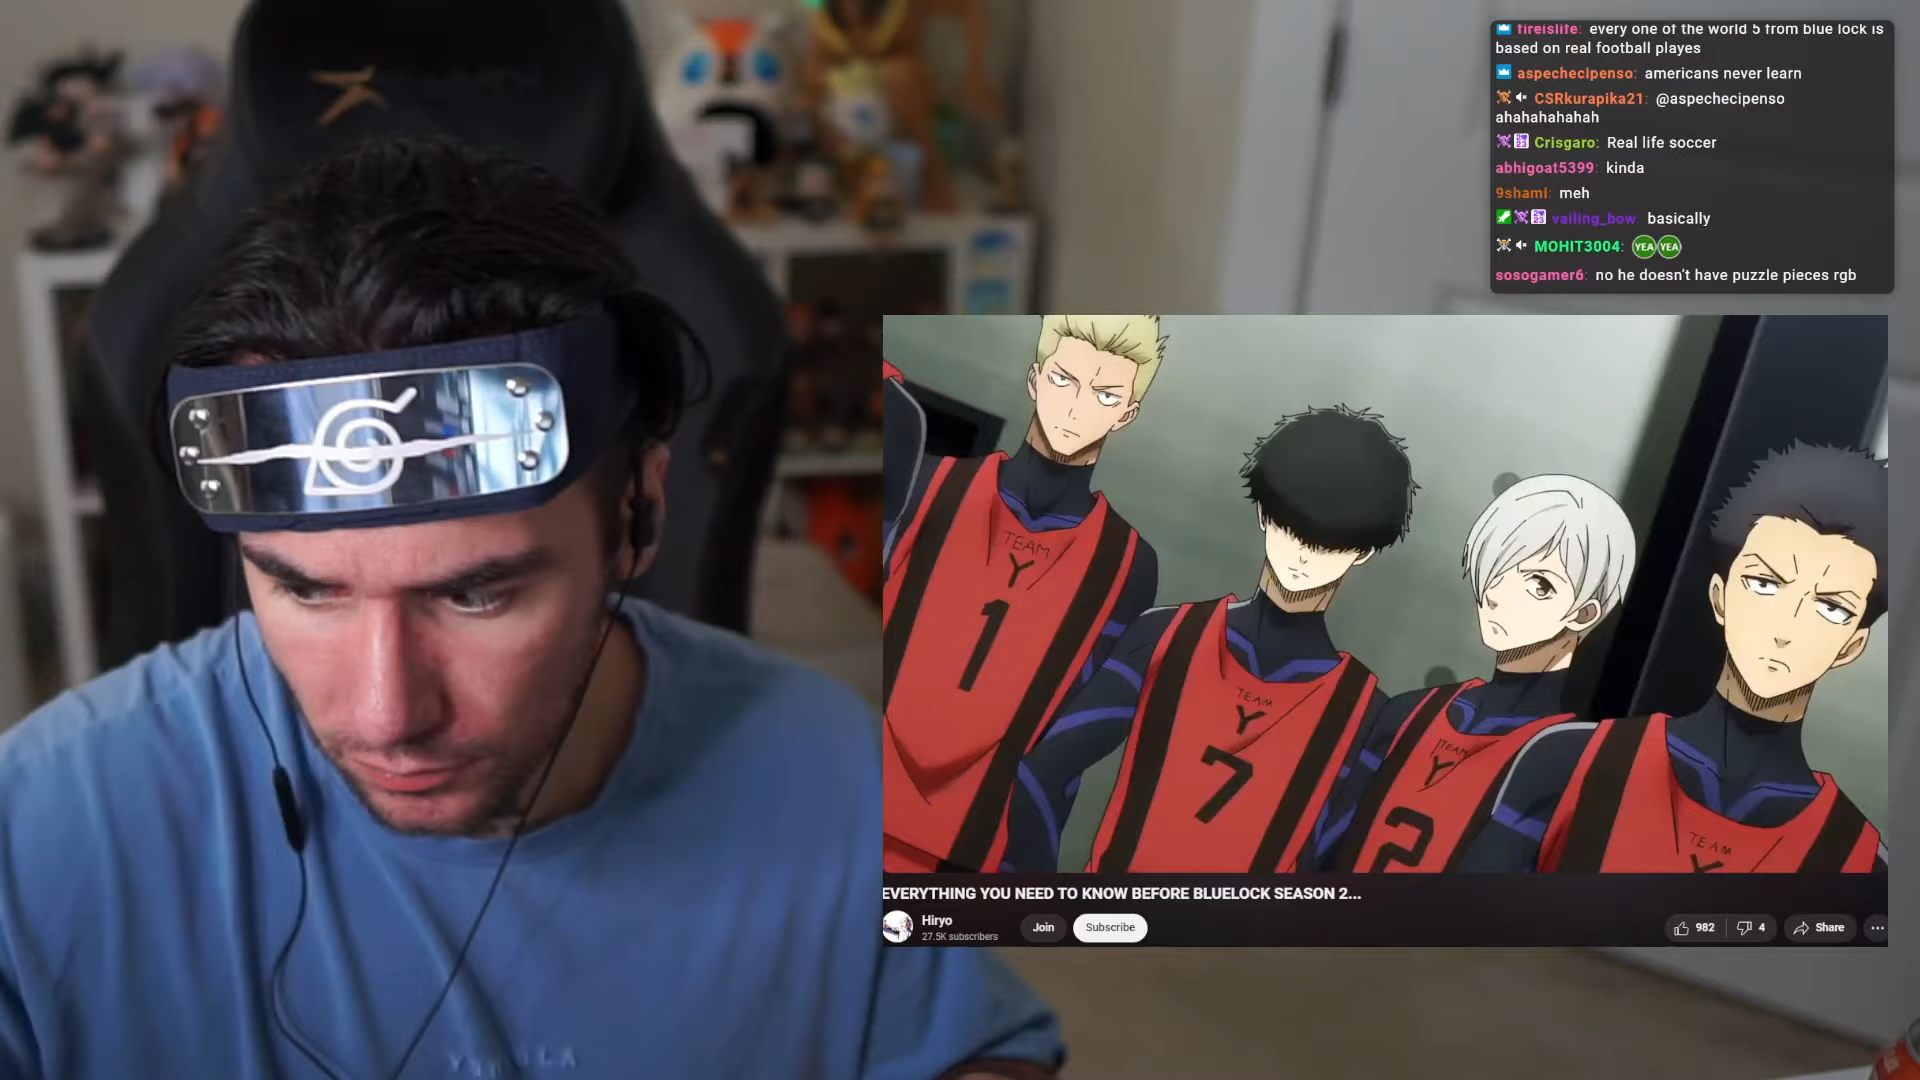 fireislife: every one of the world 5 from blue lock is
based on real football playes
aspechecipenso: americans never learn
CSRkurapika21: @aspechecipenso
ahahahahahah
Crisgaro: Real life soccer
abhigoat5399: kinda
9shami: meh
vailing_bow: basically
MOHIT3004: YEA YEA
sosogamer6: no he doesn't have puzzle pieces rgb
TEAM
Y
1
TEAM
Y
7
TEAM
Y
2
TEAM
Y
EVERYTHING YOU NEED TO KNOW BEFORE BLUELOCK SEASON 2...
Hiryo
27.5K subscribers
Join
Subscribe
982
4
Share